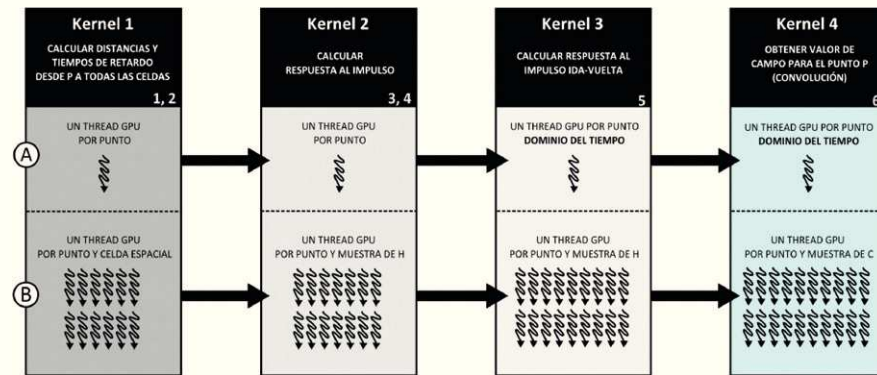 Kernel 1
CALCULAR DISTANCIAS Y
TIEMPOS DE RETARDO
DESDE P A TODAS LAS CELDAS
1, 2
Kernel 2
CALCULAR
RESPUESTA AL IMPULSO
3, 4
Kernel 3
CALCULAR RESPUESTA AL
IMPULSO IDA-VUELTA
5
Kernel 4
OBTENER VALOR DE
CAMPO PARA EL PUNTO P
(CONVOLUCIÓN)
6
A
UN THREAD GPU
POR PUNTO
UN THREAD GPU
POR PUNTO
UN THREAD GPU POR PUNTO
DOMINIO DEL TIEMPO
UN THREAD GPU POR PUNTO
DOMINIO DEL TIEMPO
B
UN THREAD GPU
POR PUNTO Y CELDA ESPACIAL
UN THREAD GPU
POR PUNTO Y MUESTRA DE H
UN THREAD GPU
POR PUNTO Y MUESTRA DE H
UN THREAD GPU
POR PUNTO Y MUESTRA DE C